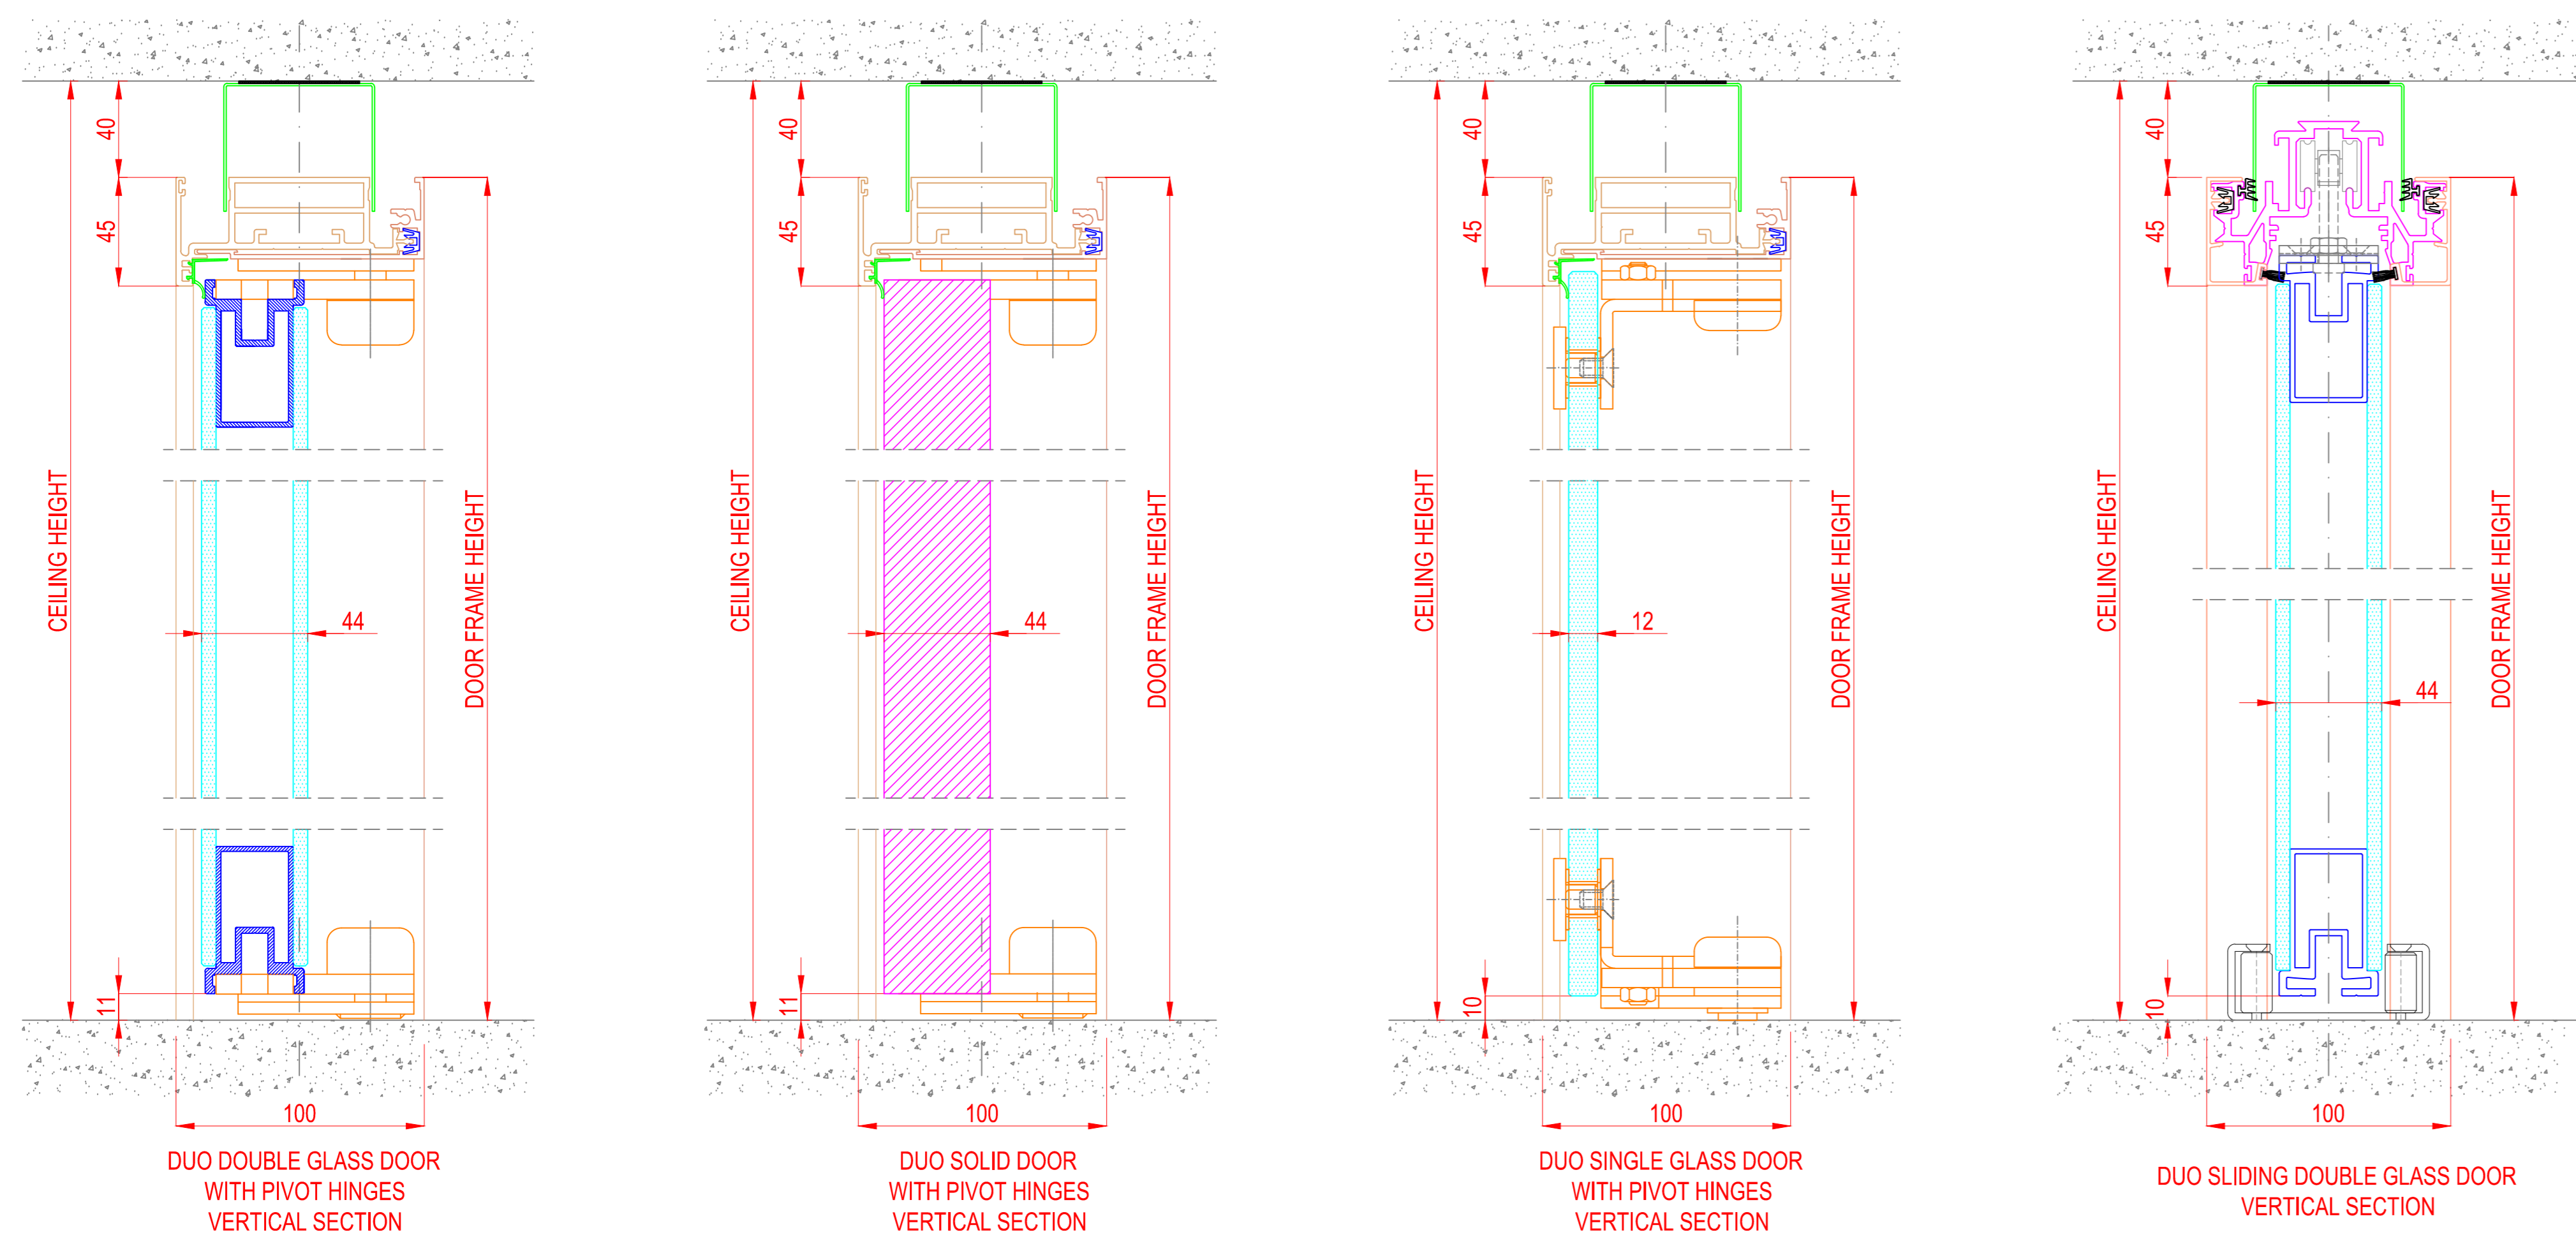 40
45
CEILING HEIGHT
DOOR FRAME HEIGHT
44
11
100
DUO DOUBLE GLASS DOOR
WITH PIVOT HINGES
VERTICAL SECTION
40
45
CEILING HEIGHT
DOOR FRAME HEIGHT
44
11
100
DUO SOLID DOOR
WITH PIVOT HINGES
VERTICAL SECTION
40
45
CEILING HEIGHT
DOOR FRAME HEIGHT
12
10
100
DUO SINGLE GLASS DOOR
WITH PIVOT HINGES
VERTICAL SECTION
40
45
CEILING HEIGHT
DOOR FRAME HEIGHT
44
10
100
DUO SLIDING DOUBLE GLASS DOOR
VERTICAL SECTION